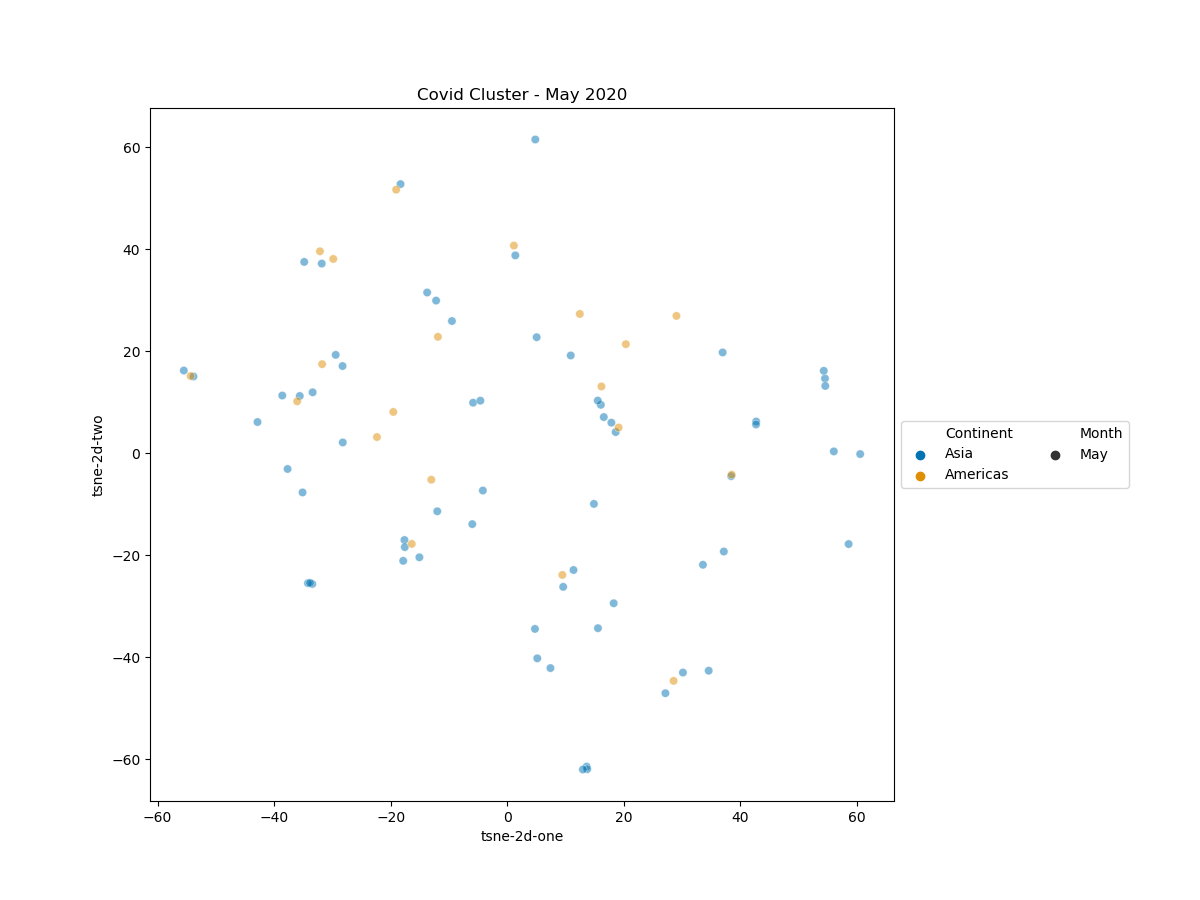 Covid Cluster - May 2020
60
40
20
0
−20
−40
−60
tsne-2d-two
−60 −40 −20 0 20 40 60
tsne-2d-one
Continent Month
Asia May
Americas